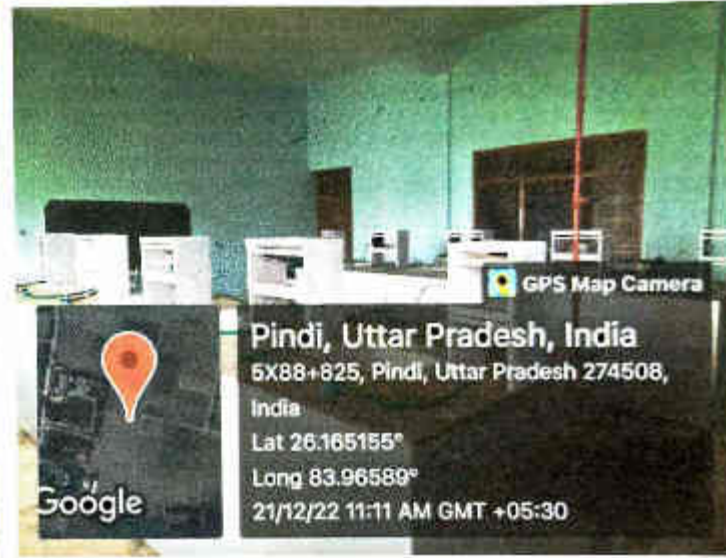 GPS Map Camera
Pindi, Uttar Pradesh, India
5X88+825, Pindi, Uttar Pradesh 274508,
India
Lat 26.165155°
Long 83.96589°
21/12/22 11:11 AM GMT +05:30
Google